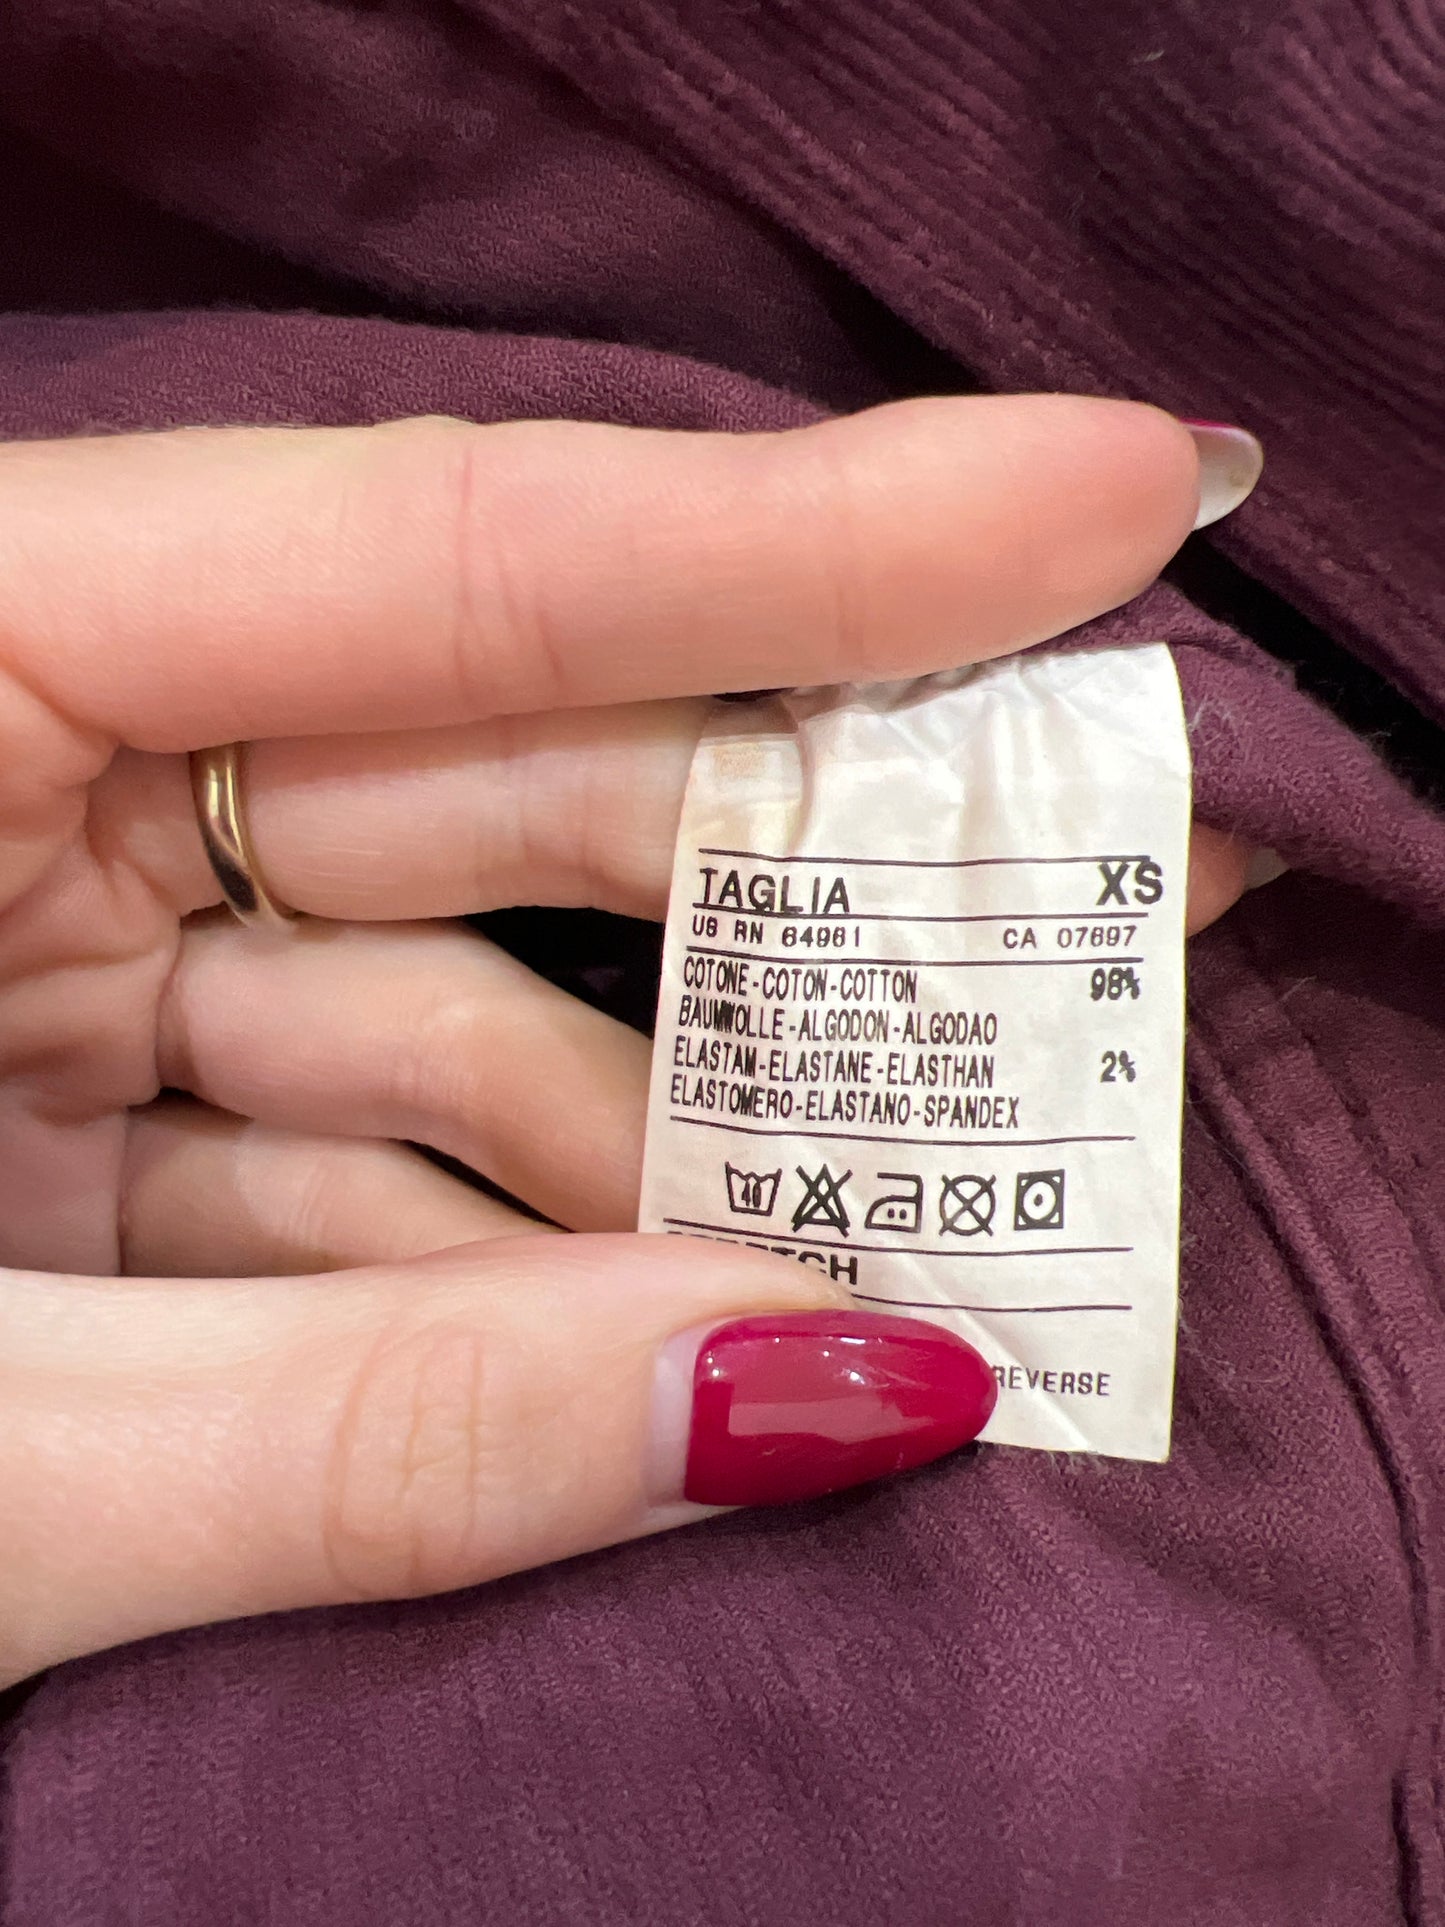 TAGLIA XS
US RN 64961 CA 07697
COTONE-COTON-COTTON 98%
BAUMWOLLE-ALGODON-ALGODAO
ELASTAM-ELASTANE-ELASTHAN 2%
ELASTOMERO-ELASTANO-SPANDEX
40
REVERSE